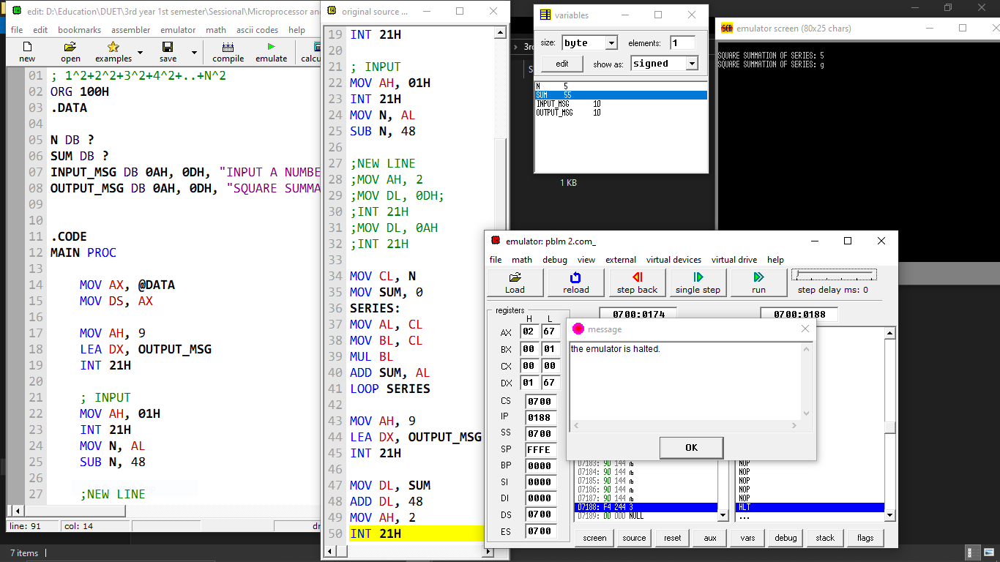 edit: D:\Education\DUET\3rd year 1st semester\Sessional\Microprocessor and
file edit bookmarks assembler emulator math ascii codes help
new open examples save compile emulate calcu
01 ; 1^2+2^2+3^2+4^2+..+N^2
02 ORG 100H
03 .DATA
04
05 N DB ?
06 SUM DB ?
07 INPUT_MSG DB 0AH, 0DH, "INPUT A NUMBE
08 OUTPUT_MSG DB 0AH, 0DH, "SQUARE SUMMA
09
10
11 .CODE
12 MAIN PROC
13
14 MOV AX, @DATA
15 MOV DS, AX
16
17 MOV AH, 9
18 LEA DX, OUTPUT_MSG
19 INT 21H
20
21 ; INPUT
22 MOV AH, 01H
23 INT 21H
24 MOV N, AL
25 SUB N, 48
26
27 ;NEW LINE
line: 91 col: 14 dr
7 items
original source ...
19 INT 21H
20
21 ; INPUT
22 MOV AH, 01H
23 INT 21H
24 MOV N, AL
25 SUB N, 48
26
27 ;NEW LINE
28 ;MOV AH, 2
29 ;MOV DL, 0DH;
30 ;INT 21H
31 ;MOV DL, 0AH
32 ;INT 21H
33
34 MOV CL, N
35 MOV SUM, 0
36 SERIES:
37 MOV AL, CL
38 MOV BL, CL
39 MUL BL
40 ADD SUM, AL
41 LOOP SERIES
42
43 MOV AH, 9
44 LEA DX, OUTPUT_MSG
45 INT 21H
46
47 MOV DL, SUM
48 ADD DL, 48
49 MOV AH, 2
50 INT 21H
variables
size: byte elements: 1
edit show as: signed
N 5
SUM 55
INPUT_MSG 10
OUTPUT_MSG 10
3r
S
1 KB
SCR emulator screen (80x25 chars)
SQUARE SUMMATION OF SERIES: 5
SQUARE SUMMATION OF SERIES: g
emulator: pblm 2.com_
file math debug view external virtual devices virtual drive help
Load reload step back single step run step delay ms: 0
registers 0700:0174 0700:0188
H L
AX 02 67
BX 00 01
CX 00 00
DX 01 67
CS 0700
IP 0188
SS 0700
SP FFFE
BP 0000
SI 0000
DI 0000
DS 0700
ES 0700
message
the emulator is halted.
OK
07183: 90 144 NOP
07184: 90 144 NOP
07185: 90 144 NOP
07186: 90 144 NOP
07187: 90 144 NOP
07188: F4 244 HLT
07189: 00 000 NULL ...
screen source reset aux vars debug stack flags